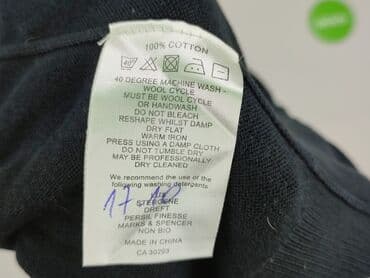 100% COTTON
40 DEGREE MACHINE WASH -
WOOL CYCLE
MUST BE WOOL CYCLE
OR HANDWASH
DO NOT BLEACH
RESHAPE WHILST DAMP
DRY FLAT
WARM IRON
PRESS USING A DAMP CLOTH
DO NOT TUMBLE DRY
MAY BE PROFESSIONALLY
DRY CLEANED
We recommend the use of the
following washing detergents
STERGENE
DREFT
PERSIL FINESSE
MARKS & SPENCER
NON BIO
MADE IN CHINA
CA 30293